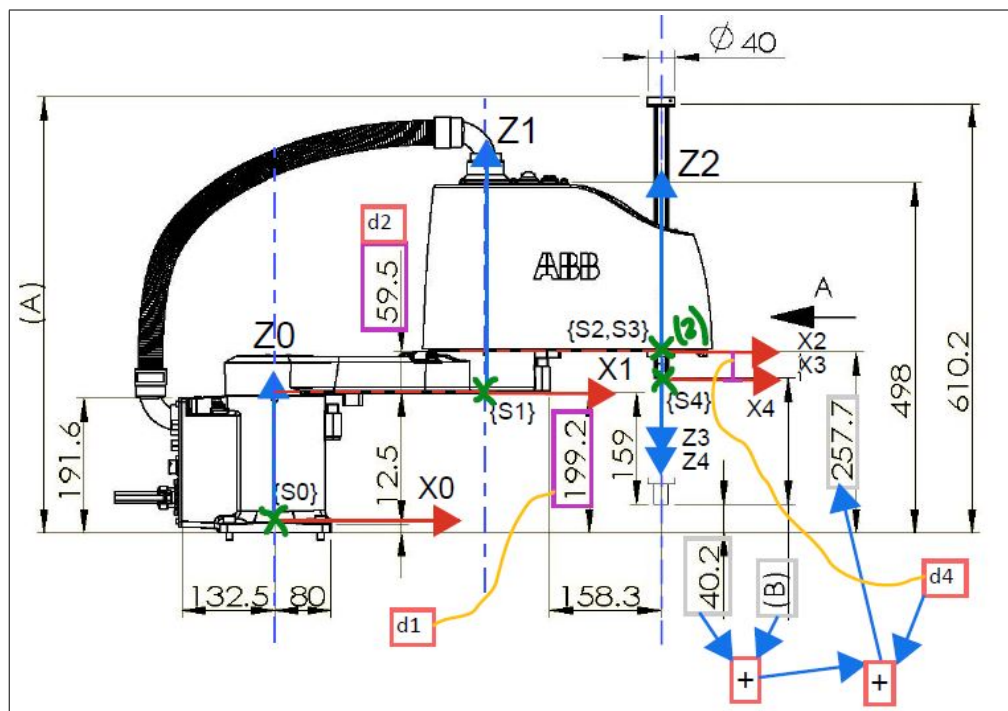 Ø 40
Z1
Z2
d2
59.5
ABB
A
(A)
{S2,S3}
(2)
Z0
X2
X1
X3
{S1}
{S4}
X4
498
610.2
191.6
Z3
Z4
257.7
{S0}
X0
12.5
199.2
159
132.5
80
158.3
40.2
(B)
d4
d1
+
+